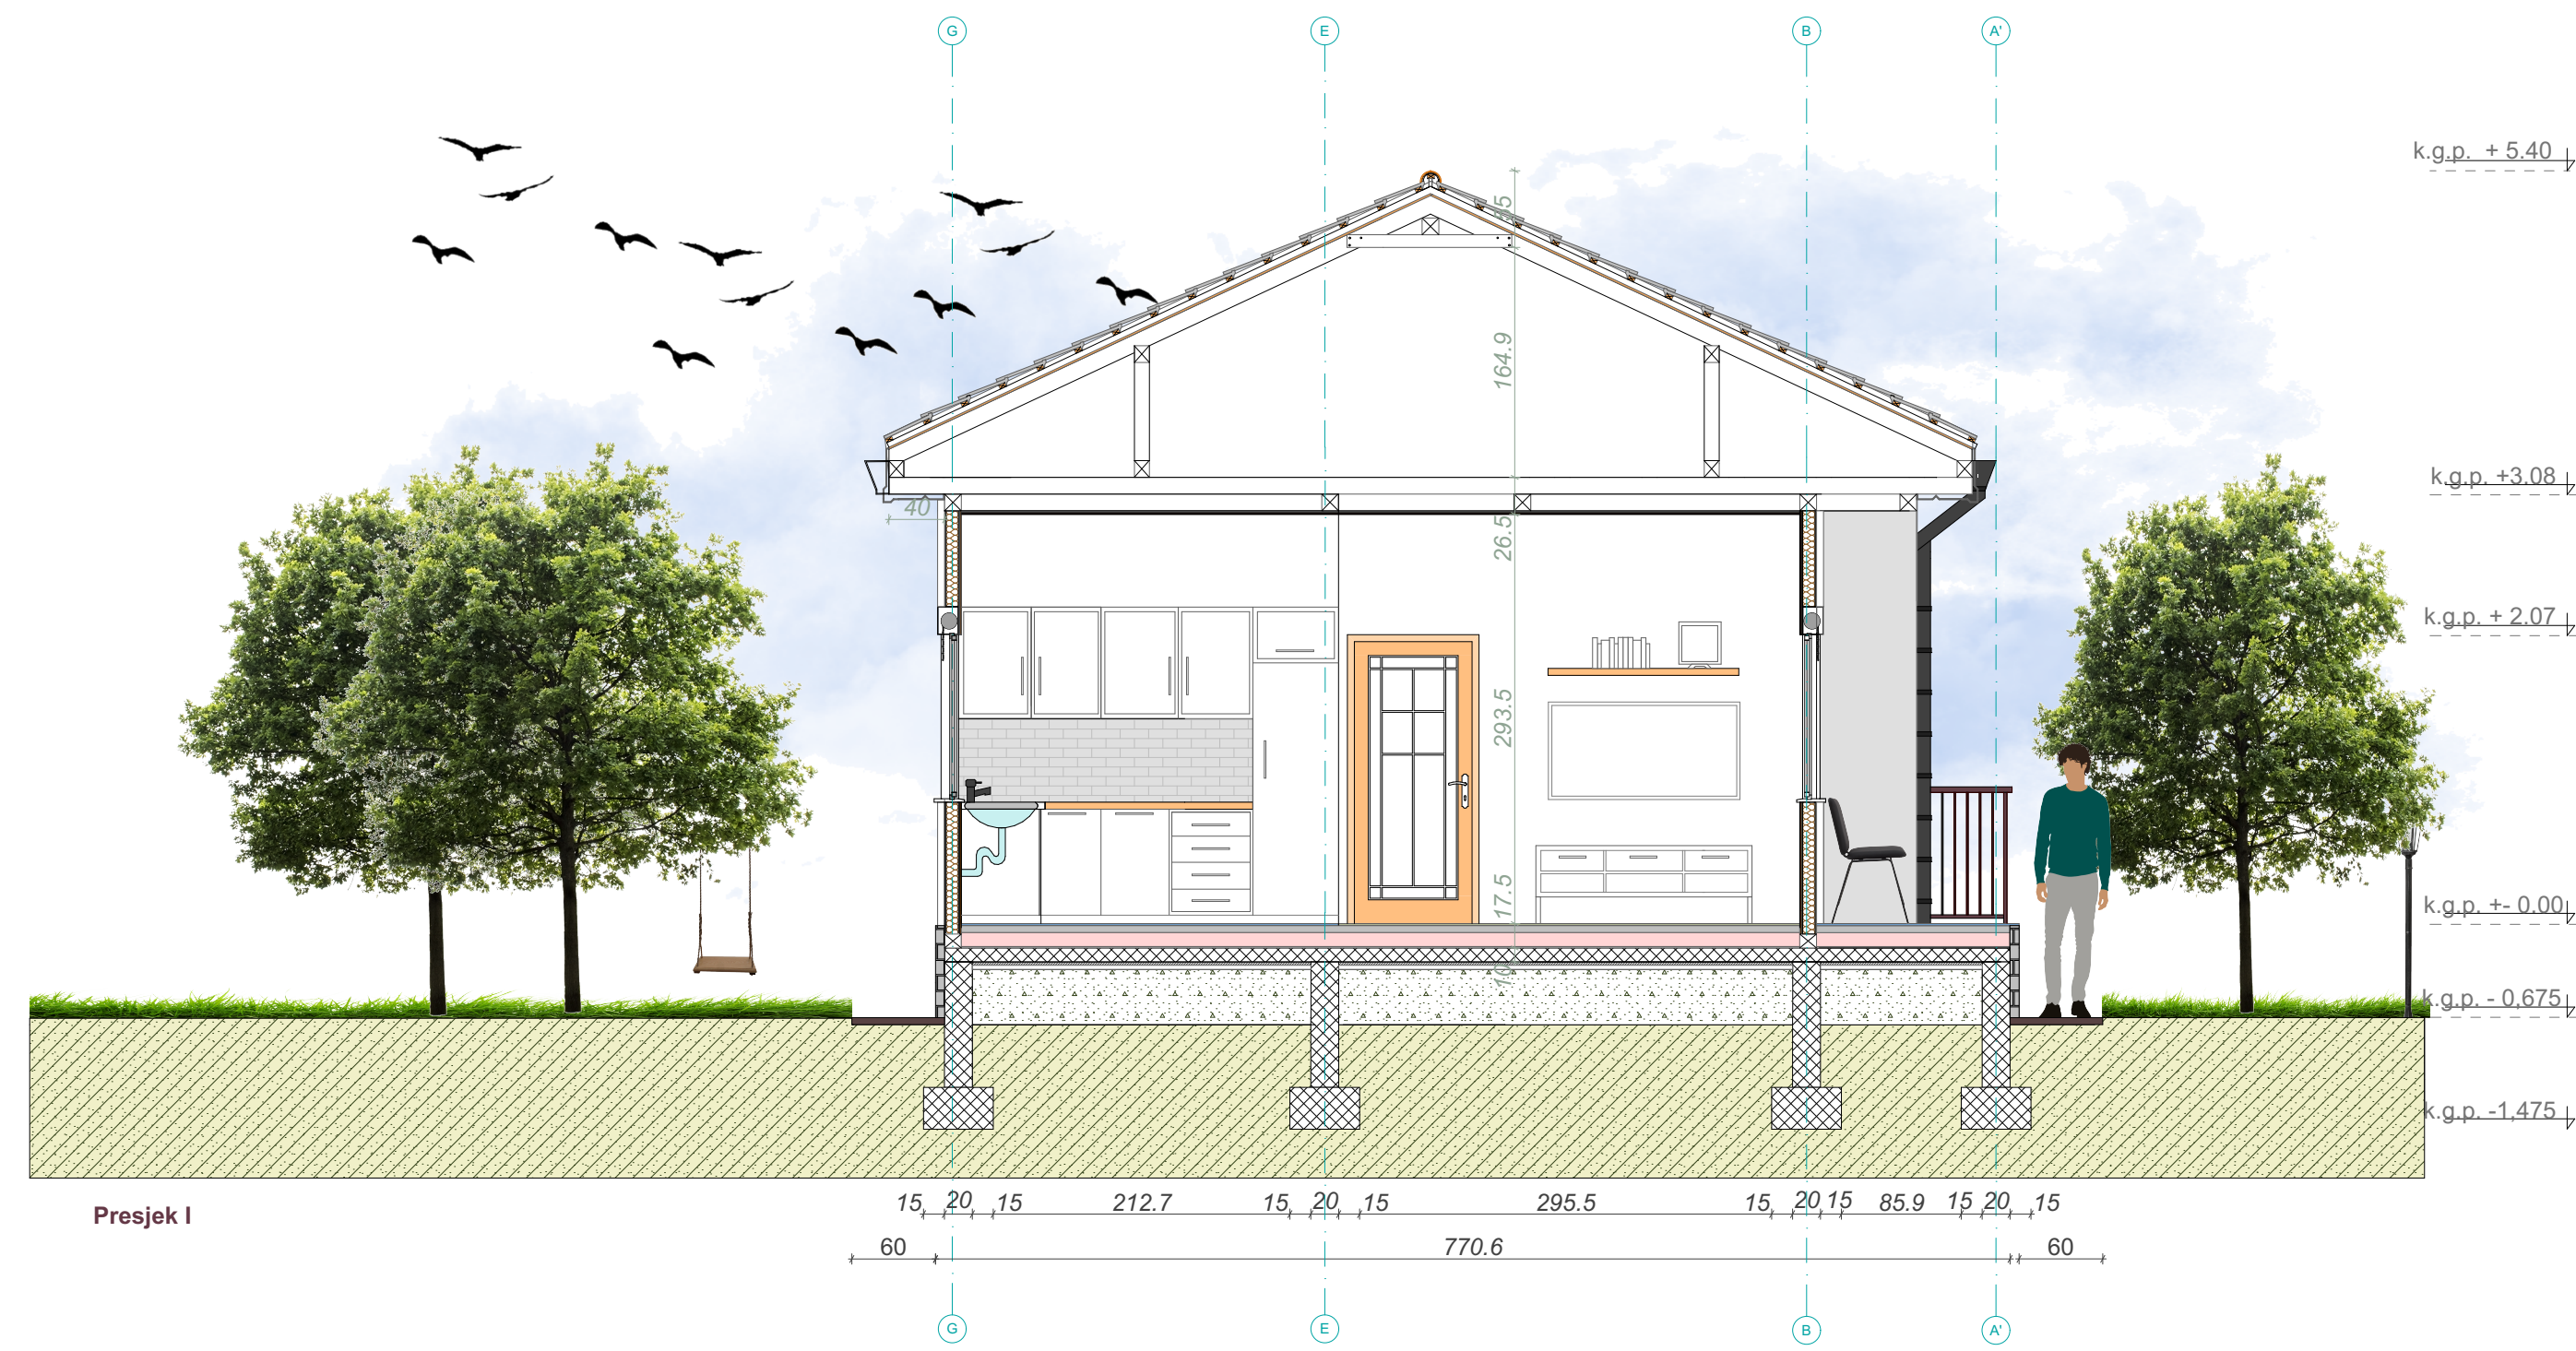 G E B A'
k.g.p. + 5.40
164.9
k.g.p. +3.08
40
26.5
k.g.p. + 2.07
293.5
17.5
k.g.p. +- 0.00
10
k.g.p. - 0,675
k.g.p. -1,475
15 20 15 212.7 15 20 15 295.5 15 20 15 85.9 15 20 15
Presjek I
60 770.6 60
G E B A'